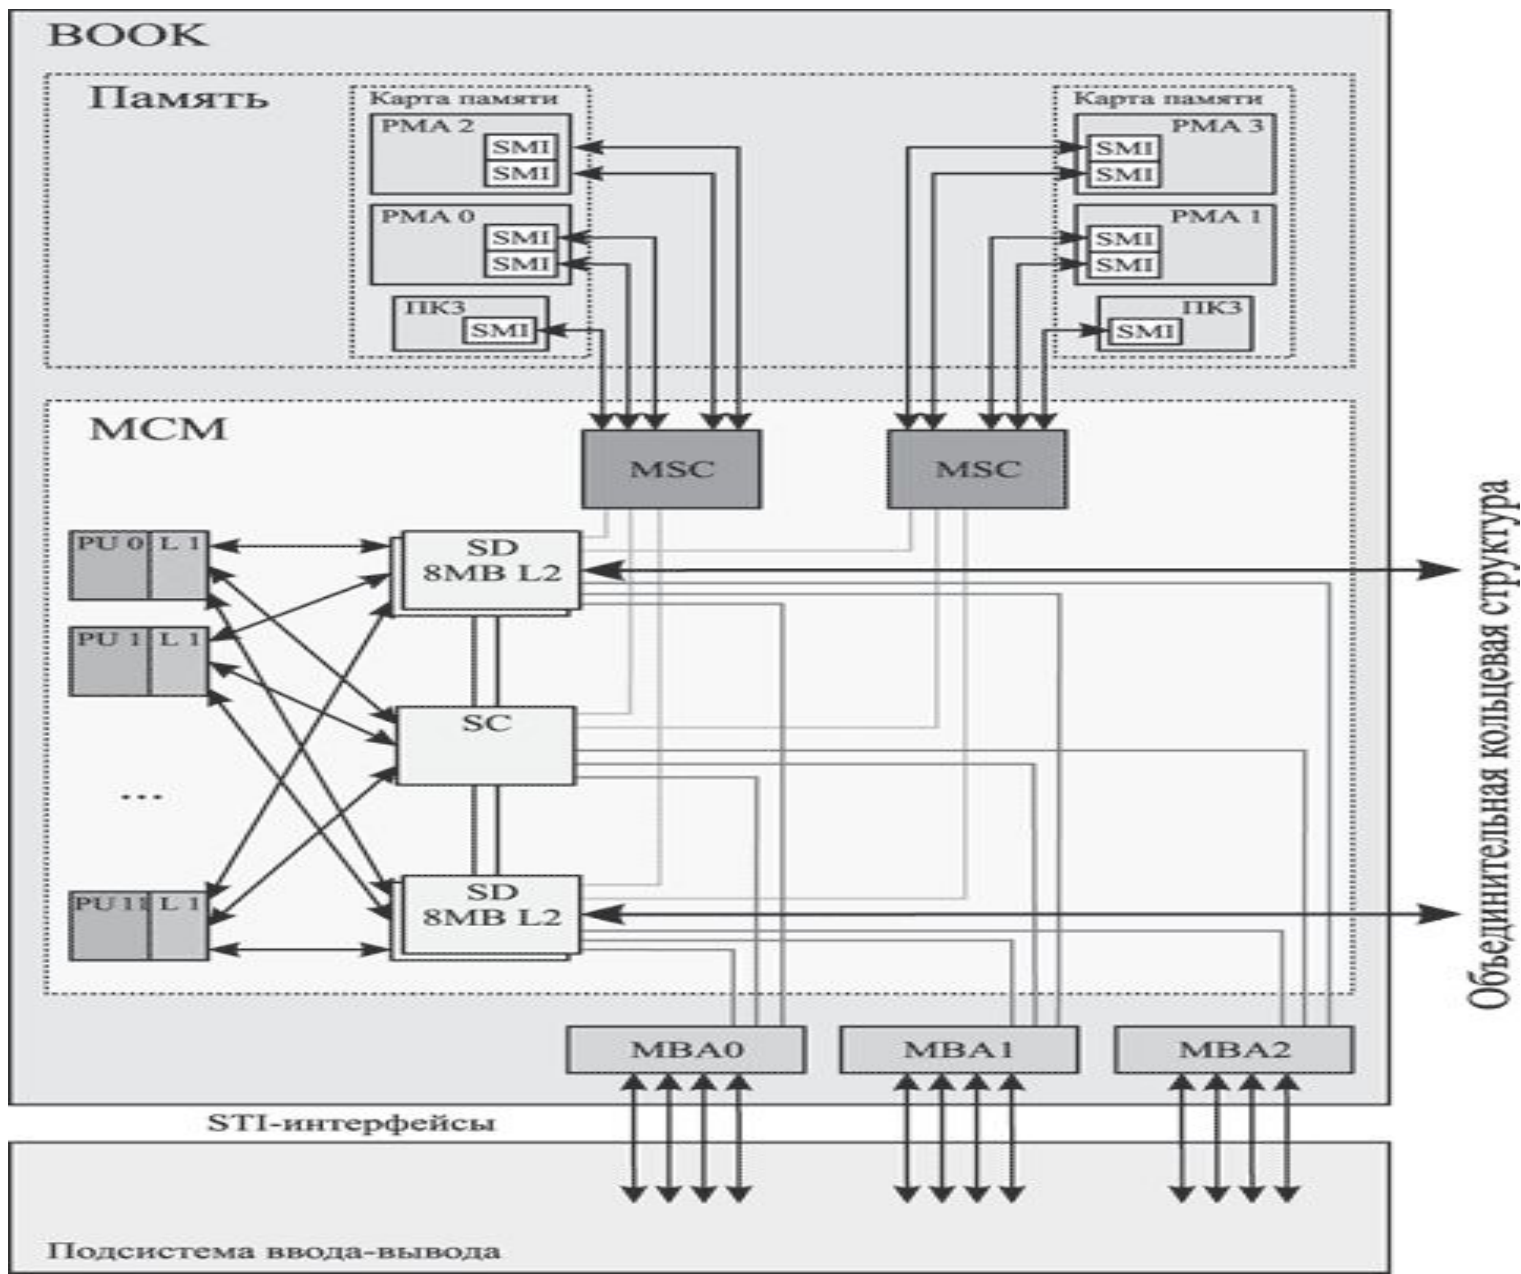 BOOK
Память
Карта памяти
PMA 2
SMI
SMI
PMA 0
SMI
SMI
ПКЗ
SMI
Карта памяти
PMA 3
SMI
SMI
PMA 1
SMI
SMI
ПКЗ
SMI
MCM
MSC
MSC
PU 0 L 1
PU 1 L 1
...
PU 11 L 1
SD
8MB L2
SC
SD
8MB L2
Объединительная кольцевая структура
MBA0
MBA1
MBA2
STI-интерфейсы
Подсистема ввода-вывода